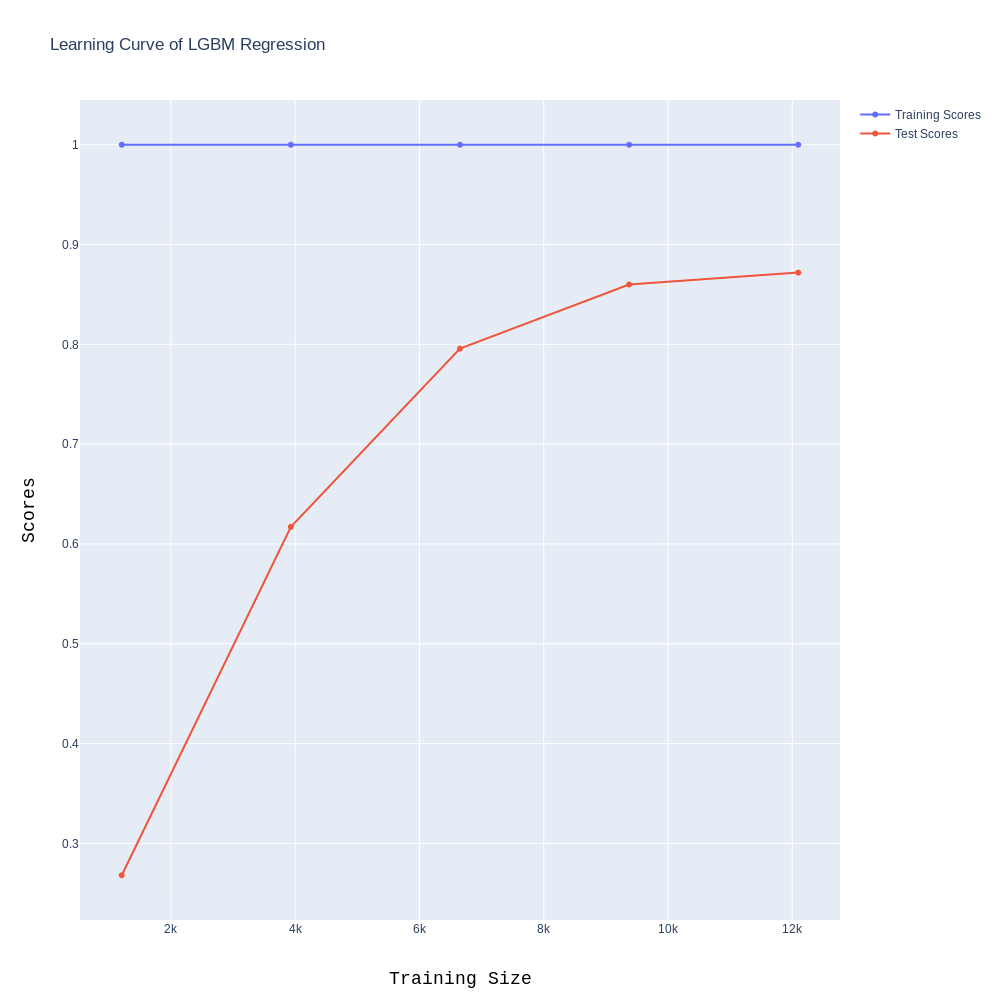 Learning Curve of LGBM Regression
Training Scores
Test Scores
1
0.9
0.8
0.7
0.6
0.5
0.4
0.3
Scores
2k
4k
6k
8k
10k
12k
Training Size